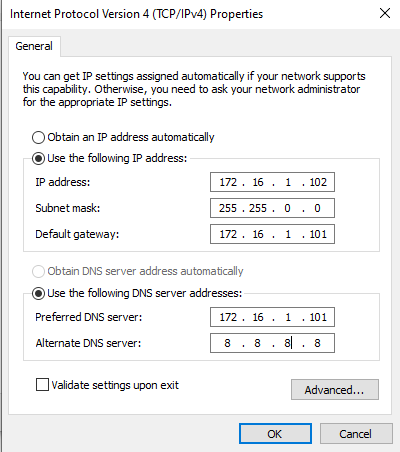 Internet Protocol Version 4 (TCP/IPv4) Properties
General
You can get IP settings assigned automatically if your network supports
this capability. Otherwise, you need to ask your network administrator
for the appropriate IP settings.
Obtain an IP address automatically
Use the following IP address:
IP address: 172 . 16 . 1 . 102
Subnet mask: 255 . 255 . 0 . 0
Default gateway: 172 . 16 . 1 . 101
Obtain DNS server address automatically
Use the following DNS server addresses:
Preferred DNS server: 172 . 16 . 1 . 101
Alternate DNS server: 8 . 8 . 8 . 8
Validate settings upon exit
Advanced...
OK Cancel